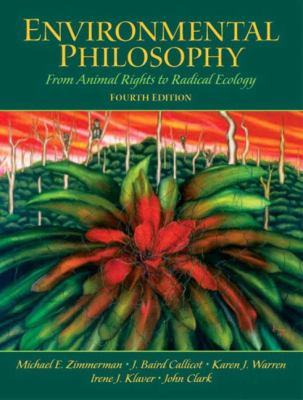 ENVIRONMENTAL
PHILOSOPHY
From Animal Rights to Radical Ecology
FOURTH EDITION
Michael E. Zimmerman • J. Baird Callicot • Karen J. Warren
Irene J. Klaver • John Clark